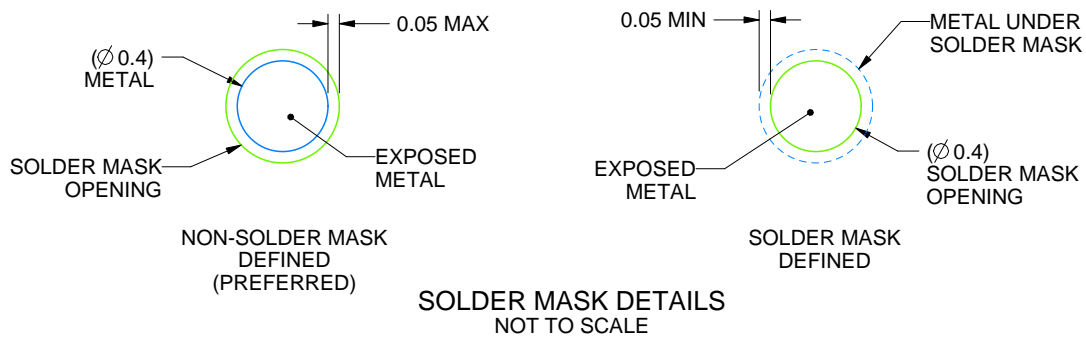 0.05 MAX
(∅ 0.4)
METAL
SOLDER MASK
OPENING
EXPOSED
METAL
NON-SOLDER MASK
DEFINED
(PREFERRED)
0.05 MIN
METAL UNDER
SOLDER MASK
EXPOSED
METAL
(∅ 0.4)
SOLDER MASK
OPENING
SOLDER MASK
DEFINED
SOLDER MASK DETAILS
NOT TO SCALE